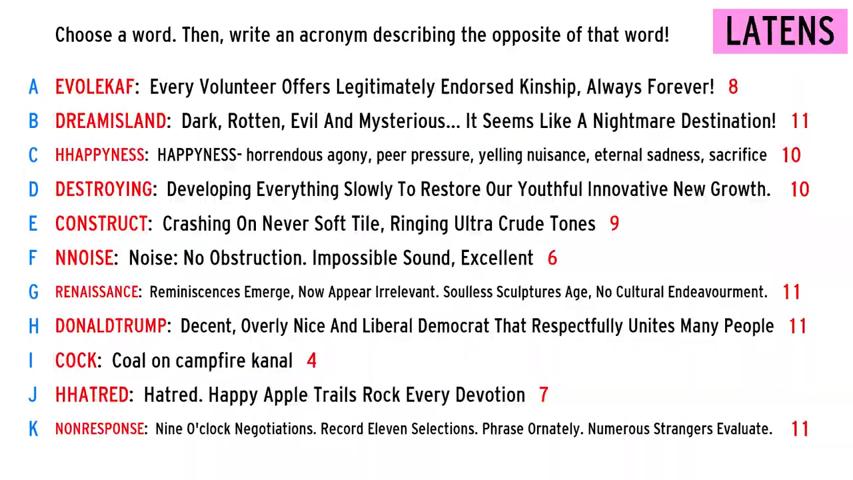 Choose a word. Then, write an acronym describing the opposite of that word!
LATENS
A EVOLEKAF: Every Volunteer Offers Legitimately Endorsed Kinship, Always Forever! 8
B DREAMISLAND: Dark, Rotten, Evil And Mysterious... It Seems Like A Nightmare Destination! 11
C HHAPPYNESS: HAPPYNESS- horrendous agony, peer pressure, yelling nuisance, eternal sadness, sacrifice 10
D DESTROYING: Developing Everything Slowly To Restore Our Youthful Innovative New Growth. 10
E CONSTRUCT: Crashing On Never Soft Tile, Ringing Ultra Crude Tones 9
F NNOISE: Noise: No Obstruction. Impossible Sound, Excellent 6
G RENAISSANCE: Reminiscences Emerge, Now Appear Irrelevant. Soulless Sculptures Age, No Cultural Endeavourment. 11
H DONALDTRUMP: Decent, Overly Nice And Liberal Democrat That Respectfully Unites Many People 11
I COCK: Coal on campfire kanal 4
J HHATRED: Hatred. Happy Apple Trails Rock Every Devotion 7
K NONRESPONSE: Nine O'clock Negotiations. Record Eleven Selections. Phrase Ornately. Numerous Strangers Evaluate. 11